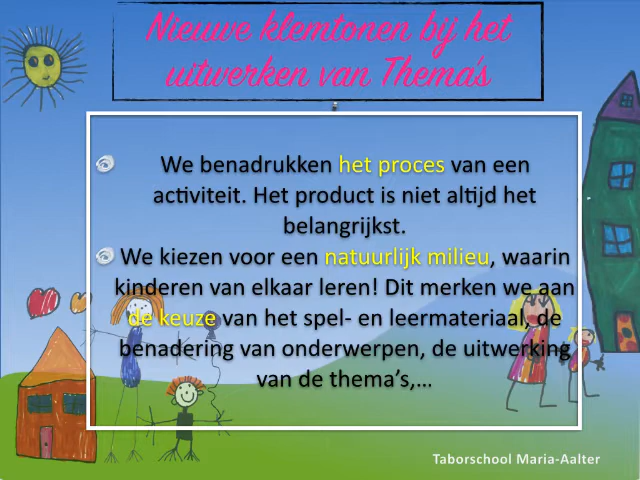 Nieuwe klemtonen bij het
uitwerken van Thema's
We benadrukken het proces van een
activiteit. Het product is niet altijd het
belangrijkst.
We kiezen voor een natuurlijk milieu, waarin
kinderen van elkaar leren! Dit merken we aan
de keuze van het spel- en leermateriaal, de
benadering van onderwerpen, de uitwerking
van de thema's,…
Taborschool Maria-Aalter